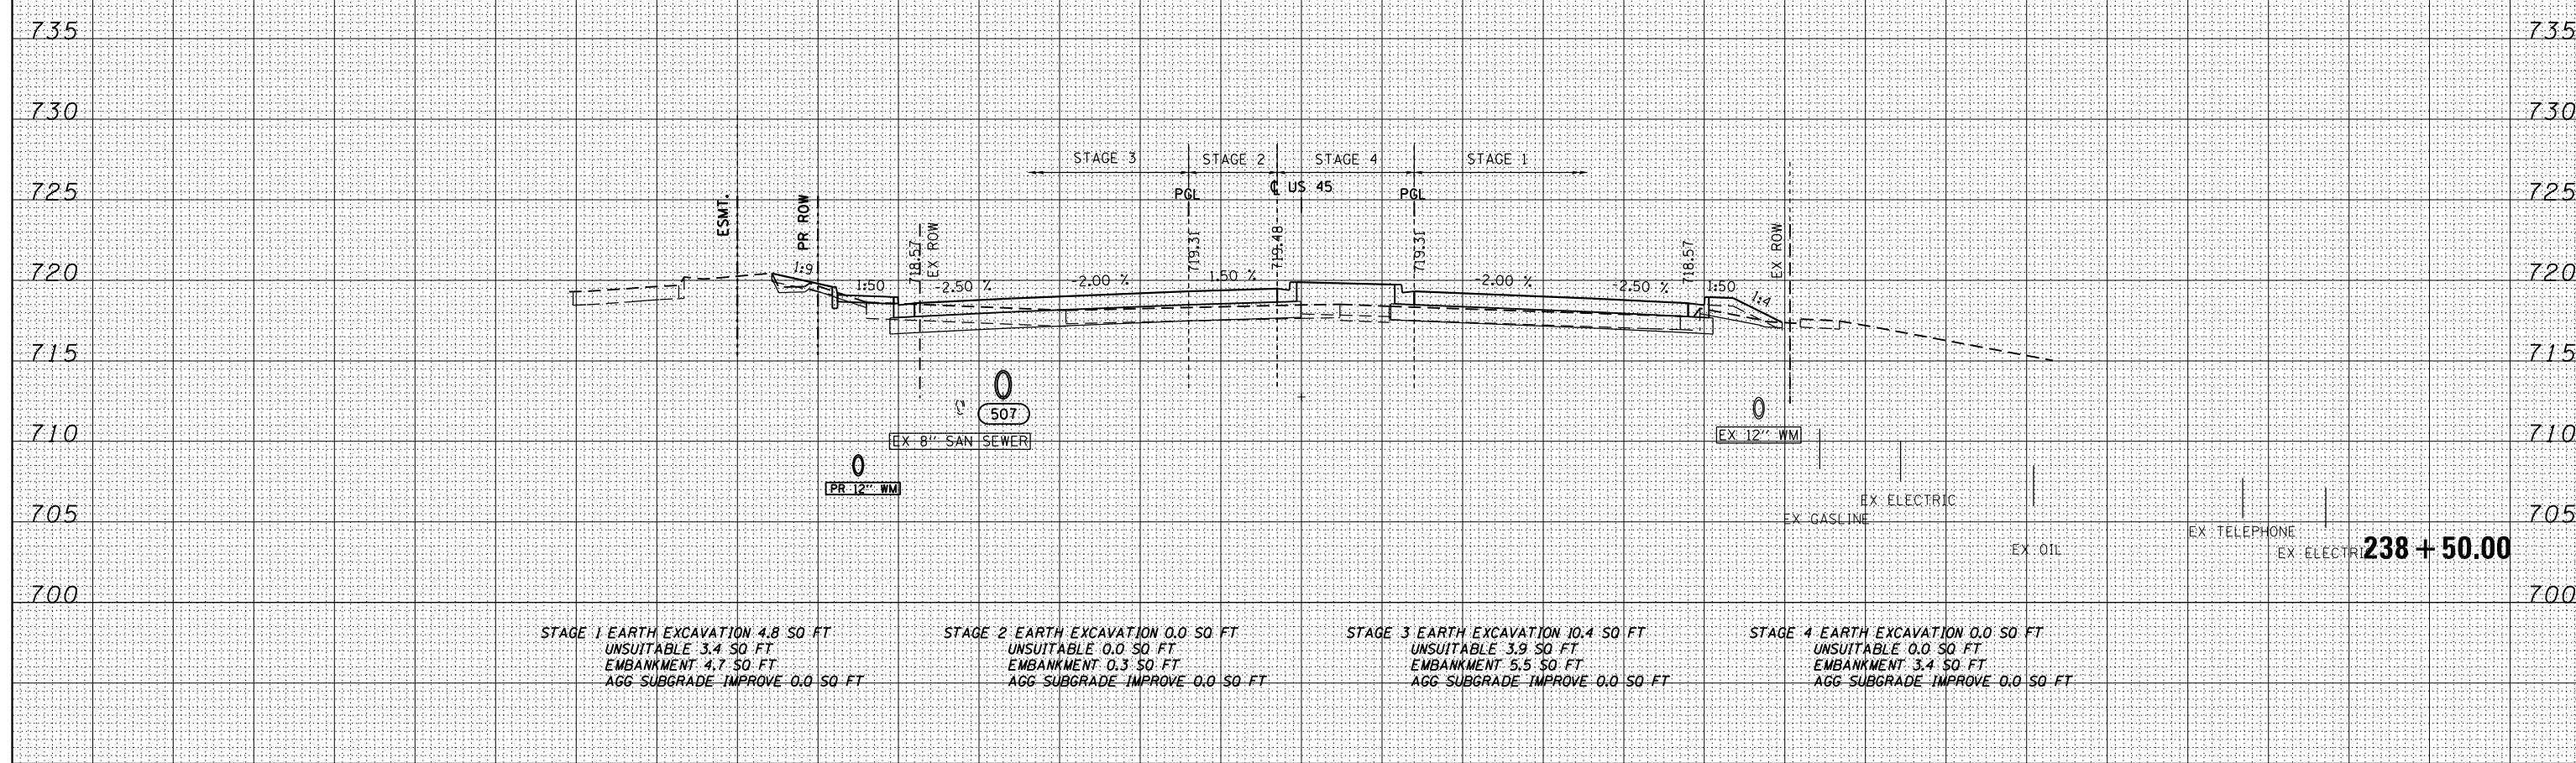 735 735
730 730
STAGE 3 STAGE 2 STAGE 4 STAGE 1
725 725
ESMT. PR ROW PGL ℄ US 45 PGL
718.57 EX ROW 719.31 719.48 719.31 718.57 EX ROW
720 720
1:9 1:50 -2.50 % -2.00 % 1.50 % -2.00 % -2.50 % 1:50 1:4
715 715
507
710 710
EX 8'' SAN SEWER EX 12'' WM
PR 12'' WM
EX ELECTRIC
705 705
EX GASLINE
EX TELEPHONE
EX OIL EX ELECTRIC 238 + 50.00
700 700
STAGE 1 EARTH EXCAVATION 4.8 SQ FT
UNSUITABLE 3.4 SQ FT
EMBANKMENT 4.7 SQ FT
AGG SUBGRADE IMPROVE 0.0 SQ FT
STAGE 2 EARTH EXCAVATION 0.0 SQ FT
UNSUITABLE 0.0 SQ FT
EMBANKMENT 0.3 SQ FT
AGG SUBGRADE IMPROVE 0.0 SQ FT
STAGE 3 EARTH EXCAVATION 10.4 SQ FT
UNSUITABLE 3.9 SQ FT
EMBANKMENT 5.5 SQ FT
AGG SUBGRADE IMPROVE 0.0 SQ FT
STAGE 4 EARTH EXCAVATION 0.0 SQ FT
UNSUITABLE 0.0 SQ FT
EMBANKMENT 3.4 SQ FT
AGG SUBGRADE IMPROVE 0.0 SQ FT